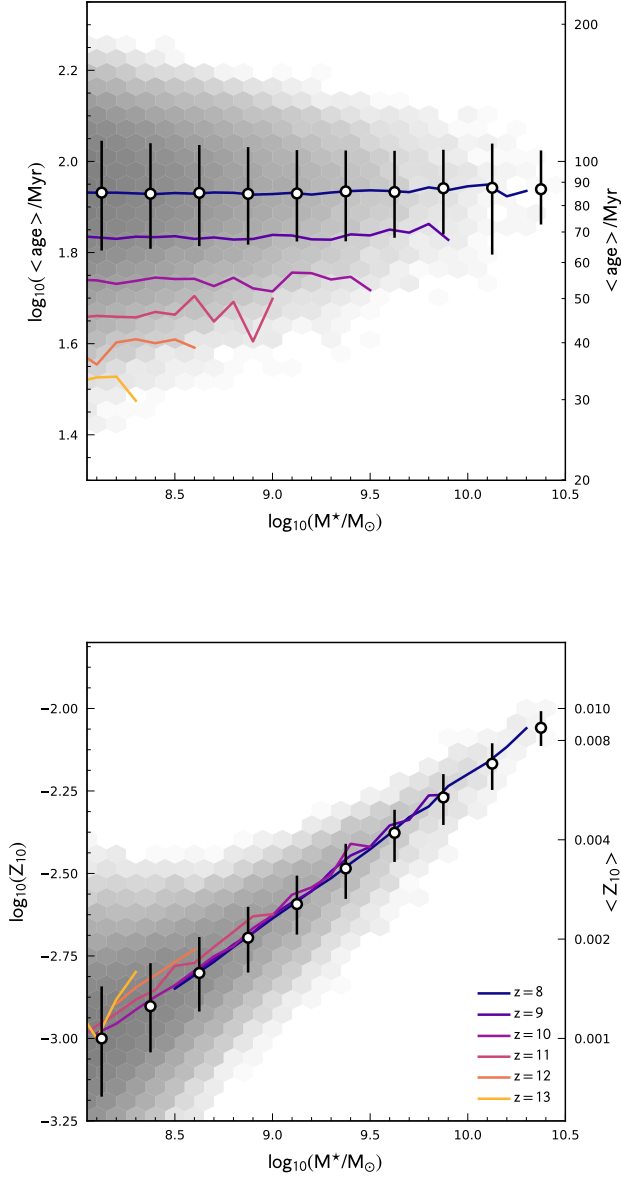 log₁₀(< age >/Myr)
2.2
2.0
1.8
1.6
1.4
200
100
90
80
70
60
50
40
30
20
< age >/Myr
8.5 9.0 9.5 10.0 10.5
log₁₀(M⋆/M⊙)
log₁₀(Z₁₀)
−2.00
−2.25
−2.50
−2.75
−3.00
−3.25
0.010
0.008
0.004
0.002
0.001
< Z₁₀ >
z = 8
z = 9
z = 10
z = 11
z = 12
z = 13
8.5 9.0 9.5 10.0 10.5
log₁₀(M⋆/M⊙)